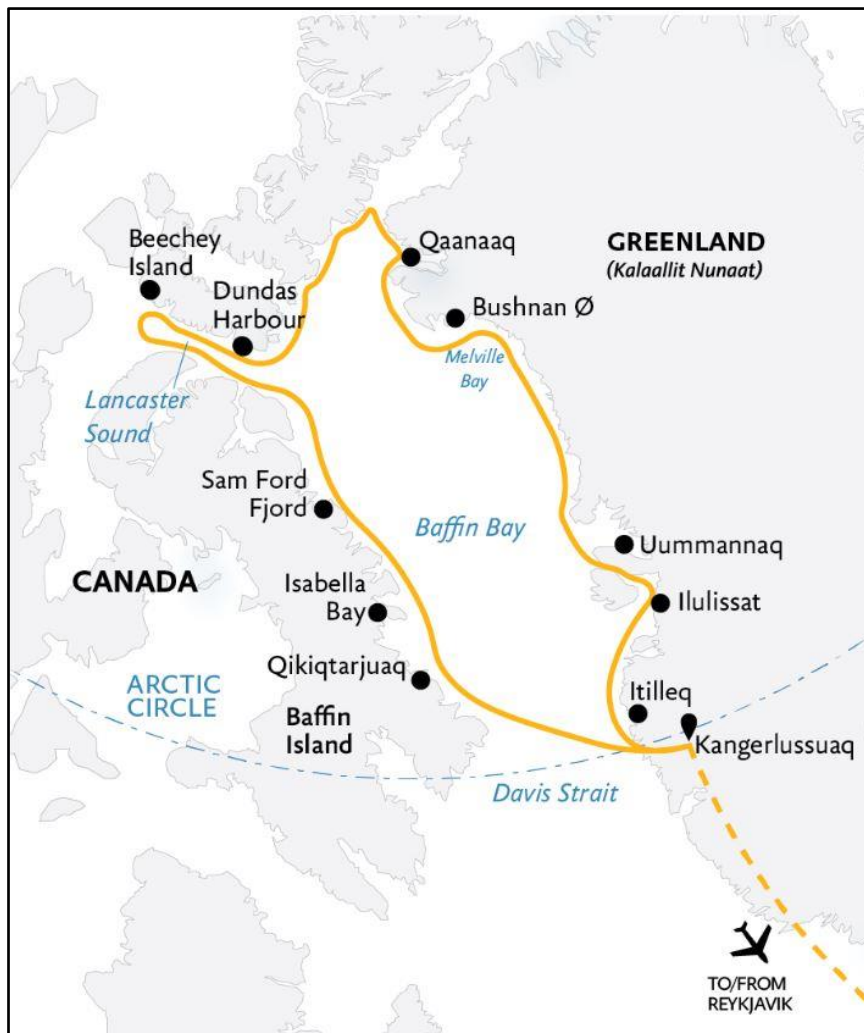 Beechey
Island
Dundas
Harbour
Qaanaaq
GREENLAND
(Kalaallit Nunaat)
Bushnan Ø
Melville
Bay
Lancaster
Sound
Sam Ford
Fjord
Baffin Bay
Uummannaq
CANADA
Isabella
Bay
Ilulissat
Qikiqtarjuaq
ARCTIC
CIRCLE
Baffin
Island
Itilleq
Kangerlussuaq
Davis Strait
TO/FROM
REYKJAVIK